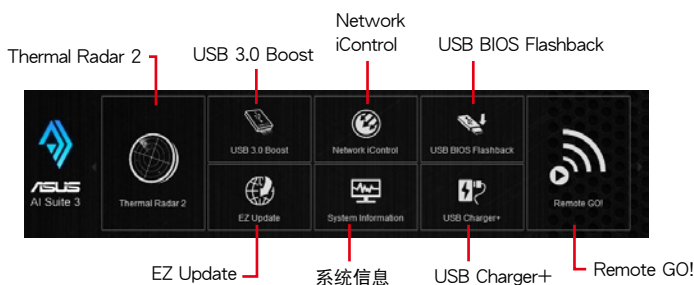 Network
iControl
Thermal Radar 2
USB 3.0 Boost
USB BIOS Flashback
ASUS
AI Suite 3
Thermal Radar 2
USB 3.0 Boost
Network iControl
USB BIOS Flashback
EZ Update
System Information
USB Charger+
Remote GO!
EZ Update
系统信息
USB Charger+
Remote GO!